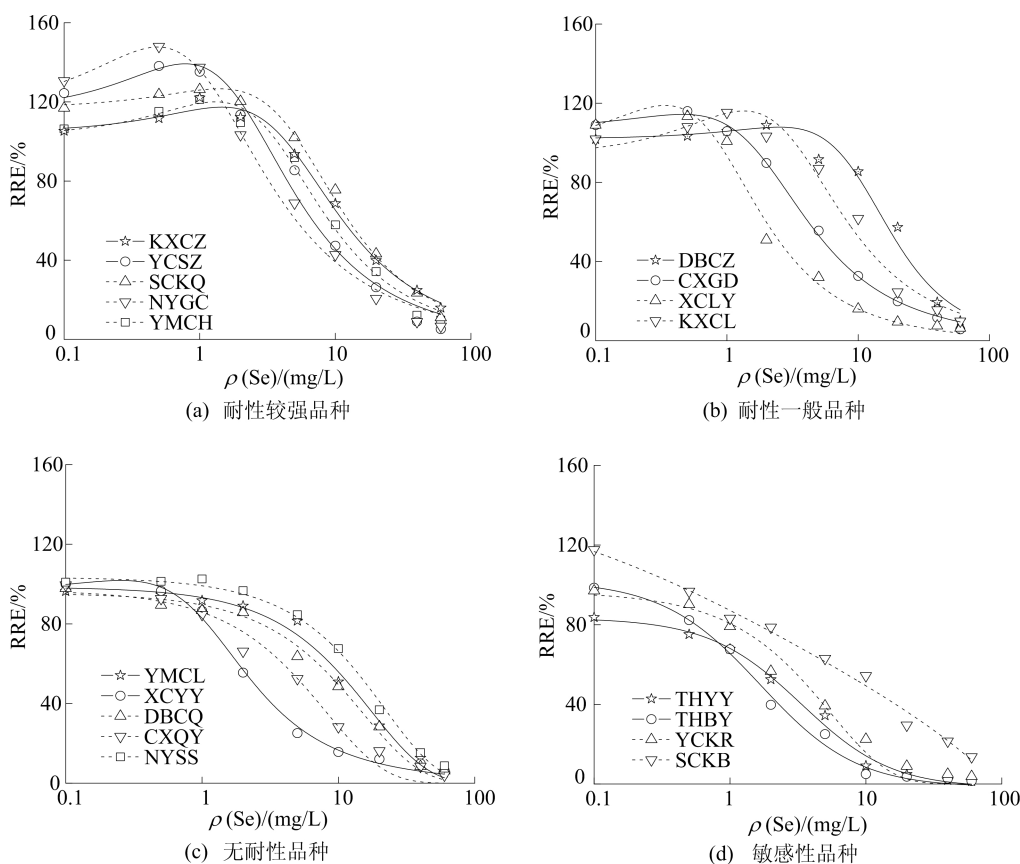 160
120
80
40
0
RRE/%
KXCZ
YCSZ
SCKQ
NYGC
YMCH
0.1 1 10 100
ρ (Se)/(mg/L)
(a) 耐性较强品种
160
120
80
40
0
RRE/%
DBCZ
CXGD
XCLY
KXCL
0.1 1 10 100
ρ (Se)/(mg/L)
(b) 耐性一般品种
160
120
80
40
0
RRE/%
YMCL
XCYY
DBCQ
CXQY
NYSS
0.1 1 10 100
ρ (Se)/(mg/L)
(c) 无耐性品种
160
120
80
40
0
RRE/%
THYY
THBY
YCKR
SCKB
0.1 1 10 100
ρ (Se)/(mg/L)
(d) 敏感性品种